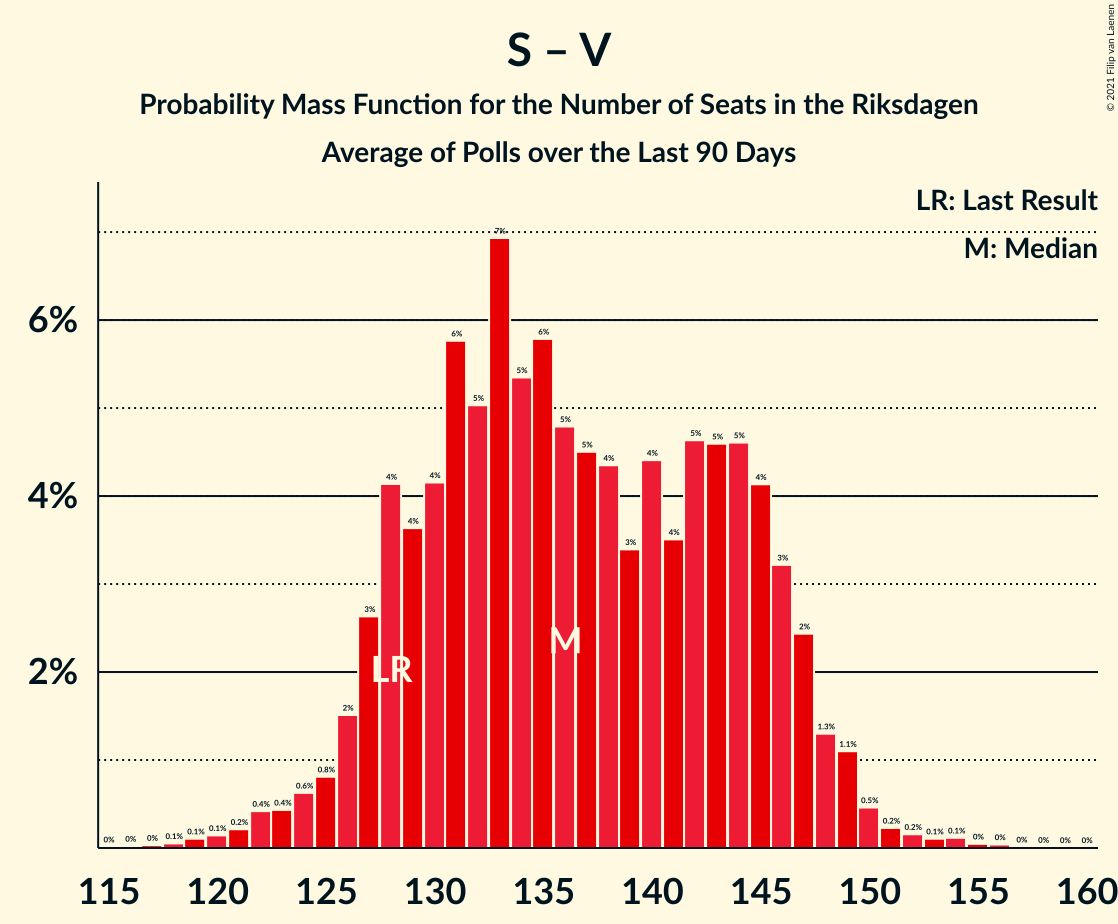 S – V
Probability Mass Function for the Number of Seats in the Riksdagen
Average of Polls over the Last 90 Days
© 2021 Filip van Laenen
LR: Last Result
M: Median
6%
4%
2%
0% 0% 0% 0.1% 0.1% 0.1% 0.2% 0.4% 0.4% 0.6% 0.8% 2% 3% 4% 4% 4% 6% 5% 7% 5% 6% 5% 5% 4% 3% 4% 4% 5% 5% 5% 4% 3% 2% 1.3% 1.1% 0.5% 0.2% 0.2% 0.1% 0.1% 0% 0% 0% 0% 0% 0%
LR
M
115 120 125 130 135 140 145 150 155 160